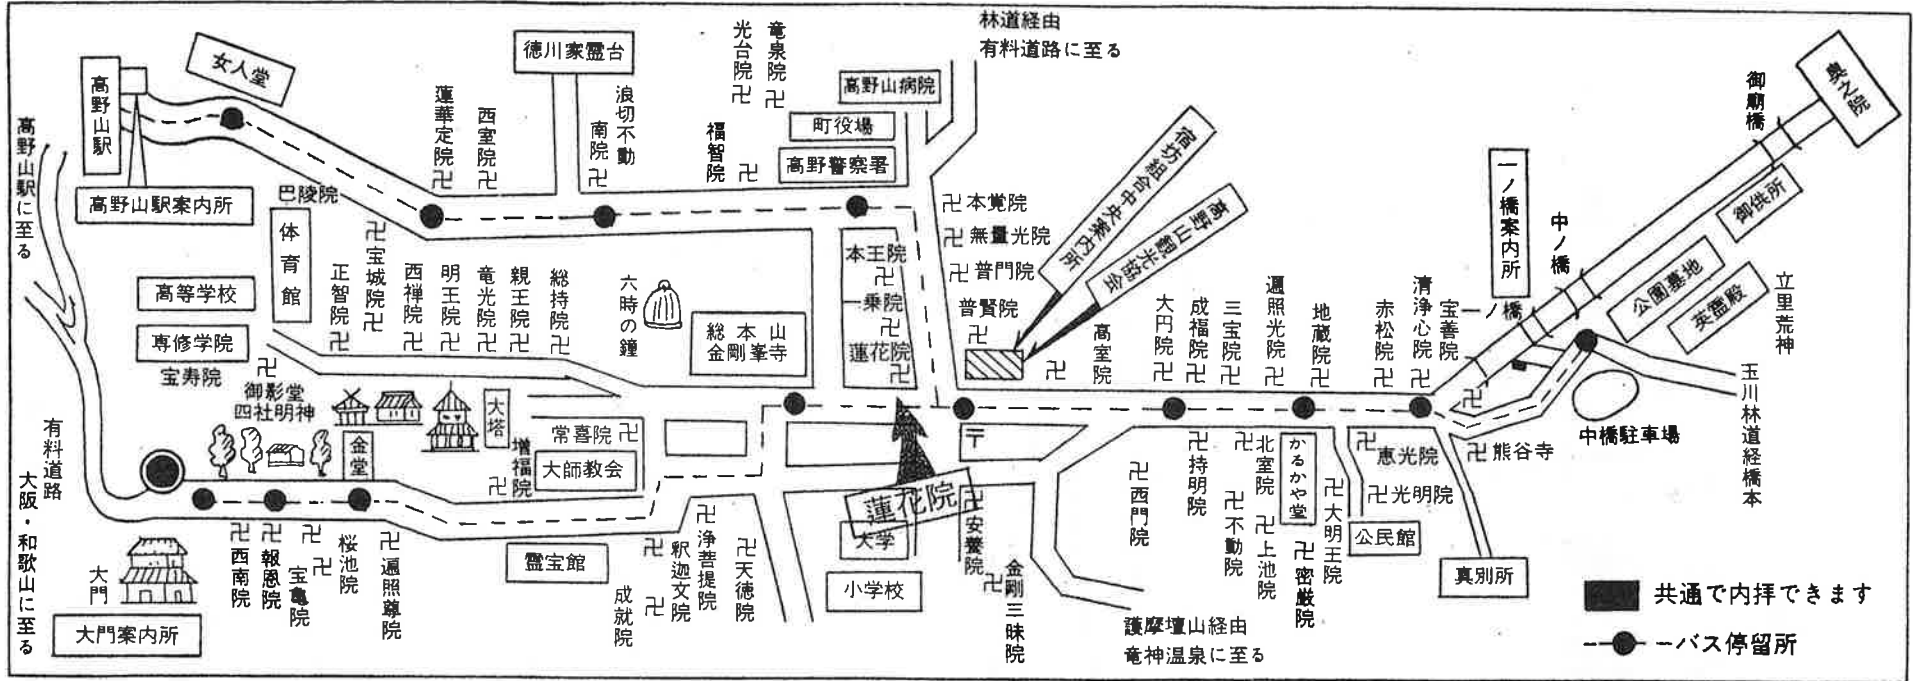 林道経由
有料道路に至る
女人堂
高野山駅
高野山駅案内所
高野山駅に至る
徳川家霊台
光台院
竜泉院
高野山病院
町役場
高野警察署
蓮華定院
西室院
南院
浪切不動
福智院
巴陵院
本覚院
無量光院
普門院
普賢院
宿坊組合中央案内所
高野山観光協会
奥之院
御廟橋
御供所
一ノ橋案内所
中ノ橋
公園墓地
英霊殿
立里荒神
体育館
高等学校
専修学院
宝寿院
正智院
宝城院
西禅院
明王院
竜光院
親王院
総持院
六時の鐘
総本山
金剛峯寺
本王院
一乗院
蓮花院
高室院
大円院
成福院
三宝院
遍照光院
地蔵院
赤松院
清浄心院
宝善院
一ノ橋
玉川林道経橋本
中橋駐車場
御影堂
四社明神
金堂
大塔
常喜院
増福院
大師教会
〒
蓮花院
大学
小学校
安養院
金剛三昧院
西門院
持明院
北室院
不動院
上池院
かるかや堂
密厳院
大明王院
恵光院
光明院
公民館
熊谷寺
真別所
有料道路
大阪・和歌山に至る
大門
大門案内所
西南院
報恩院
宝亀院
桜池院
遍照尊院
霊宝館
成就院
釈迦文院
浄菩提院
天徳院
護摩壇山経由
竜神温泉に至る
共通で内拝できます
バス停留所